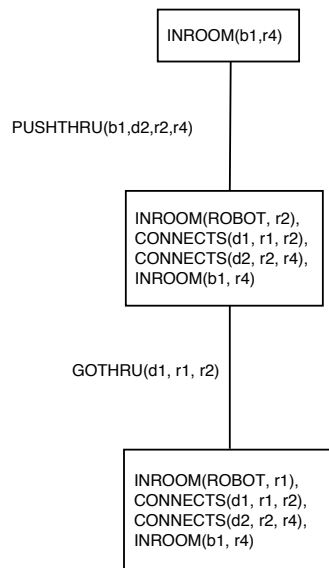 INROOM(b1,r4)
PUSHTHRU(b1,d2,r2,r4)
INROOM(ROBOT, r2),
CONNECTS(d1, r1, r2),
CONNECTS(d2, r2, r4),
INROOM(b1, r4)
GOTHRU(d1, r1, r2)
INROOM(ROBOT, r1),
CONNECTS(d1, r1, r2),
CONNECTS(d2, r2, r4),
INROOM(b1, r4)